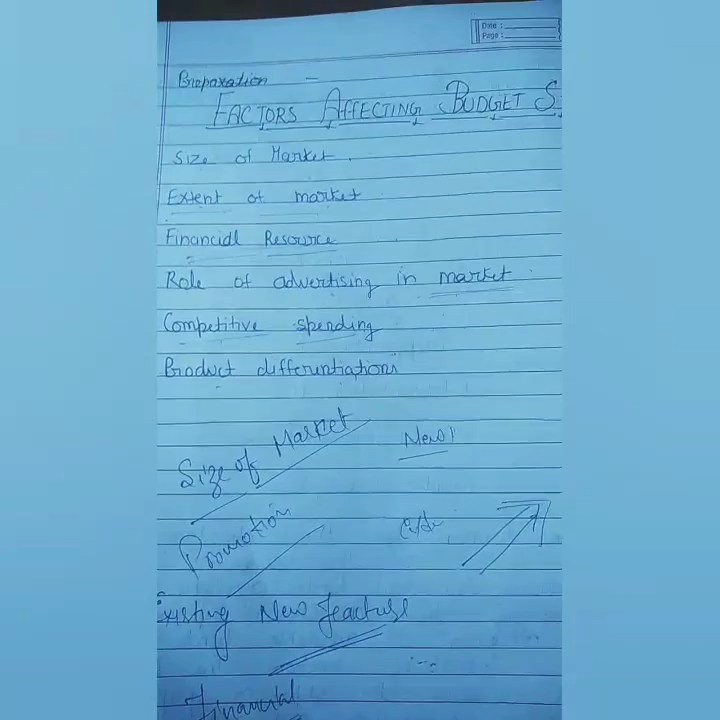 Date :
Page :
Preparation -
FACTORS AFFECTING BUDGET S
Size of Market.
Extent of market
Financial Resource
Role of advertising in market
Competitive spending
Product differentiations
Size of Market
New
Promotion
Existing New feacture
Financial